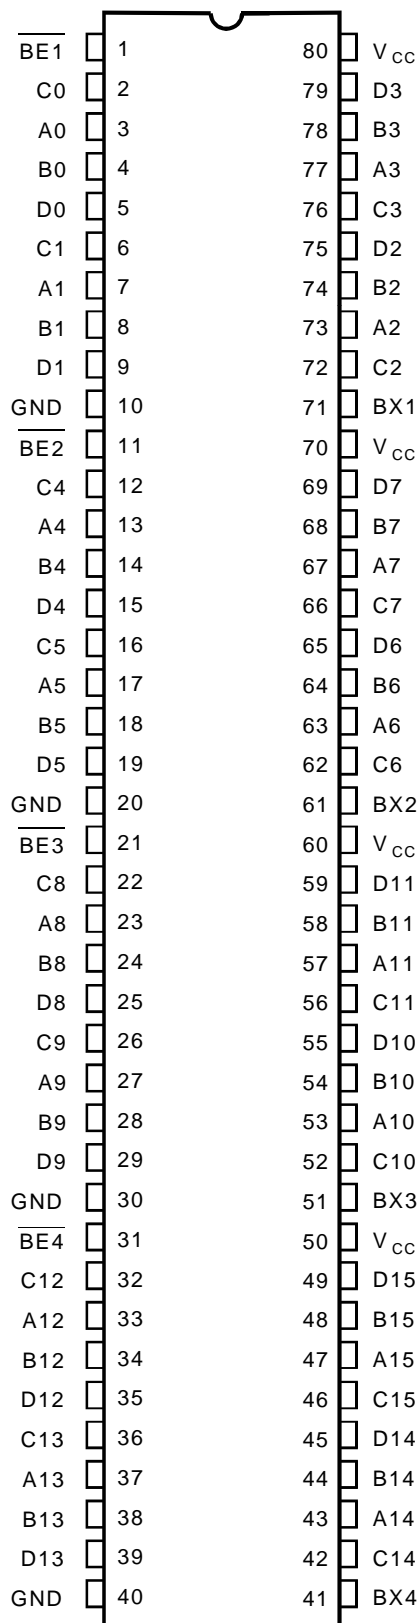 BE1 1 80 VCC
C0 2 79 D3
A0 3 78 B3
B0 4 77 A3
D0 5 76 C3
C1 6 75 D2
A1 7 74 B2
B1 8 73 A2
D1 9 72 C2
GND 10 71 BX1
BE2 11 70 VCC
C4 12 69 D7
A4 13 68 B7
B4 14 67 A7
D4 15 66 C7
C5 16 65 D6
A5 17 64 B6
B5 18 63 A6
D5 19 62 C6
GND 20 61 BX2
BE3 21 60 VCC
C8 22 59 D11
A8 23 58 B11
B8 24 57 A11
D8 25 56 C11
C9 26 55 D10
A9 27 54 B10
B9 28 53 A10
D9 29 52 C10
GND 30 51 BX3
BE4 31 50 VCC
C12 32 49 D15
A12 33 48 B15
B12 34 47 A15
D12 35 46 C15
C13 36 45 D14
A13 37 44 B14
B13 38 43 A14
D13 39 42 C14
GND 40 41 BX4